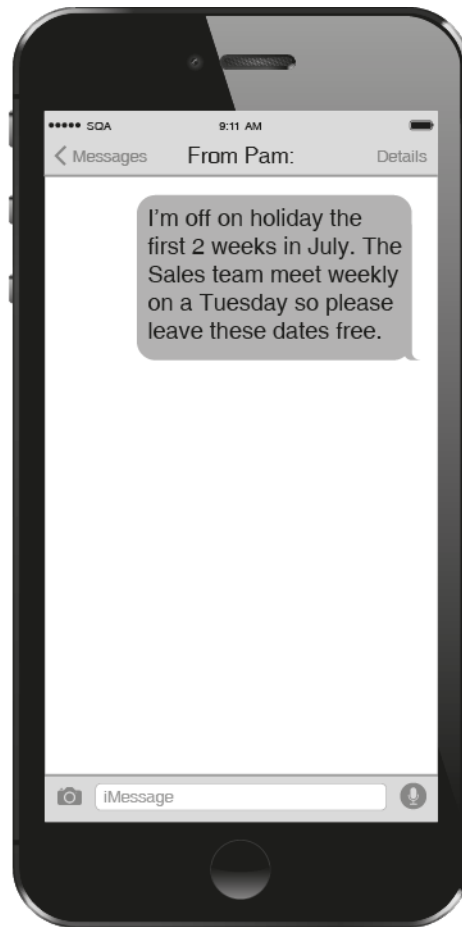 SQA
9:11 AM
Messages
From Pam:
Details
I'm off on holiday the
first 2 weeks in July. The
Sales team meet weekly
on a Tuesday so please
leave these dates free.
iMessage